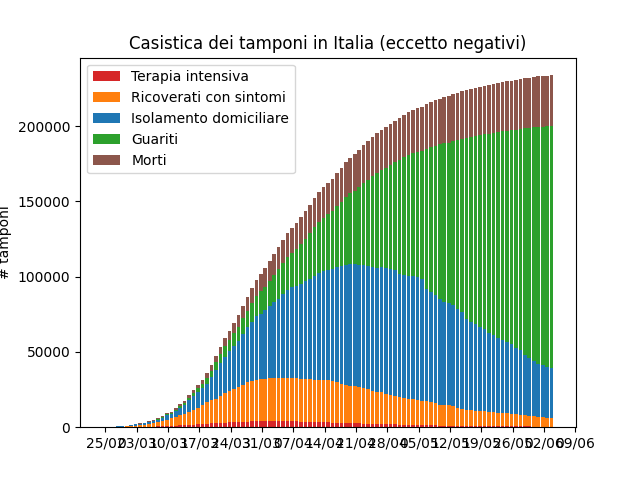 Casistica dei tamponi in Italia (eccetto negativi)
Terapia intensiva
Ricoverati con sintomi
Isolamento domiciliare
Guariti
Morti
200000
150000
100000
50000
0
# tamponi
25/02 03/03 10/03 17/03 24/03 31/03 07/04 14/04 21/04 28/04 05/05 12/05 19/05 26/05 02/06 09/06